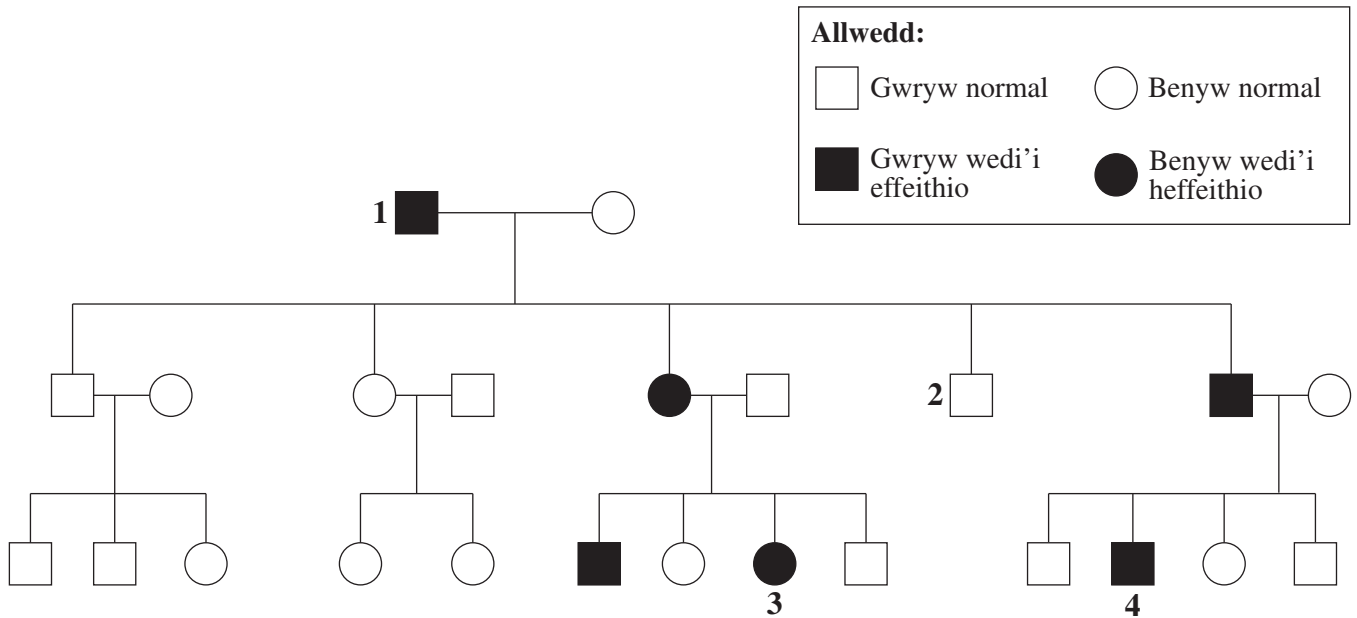 Allwedd:
Gwryw normal
Benyw normal
Gwryw wedi’i
effeithio
Benyw wedi’i
heffeithio
1
2
3
4